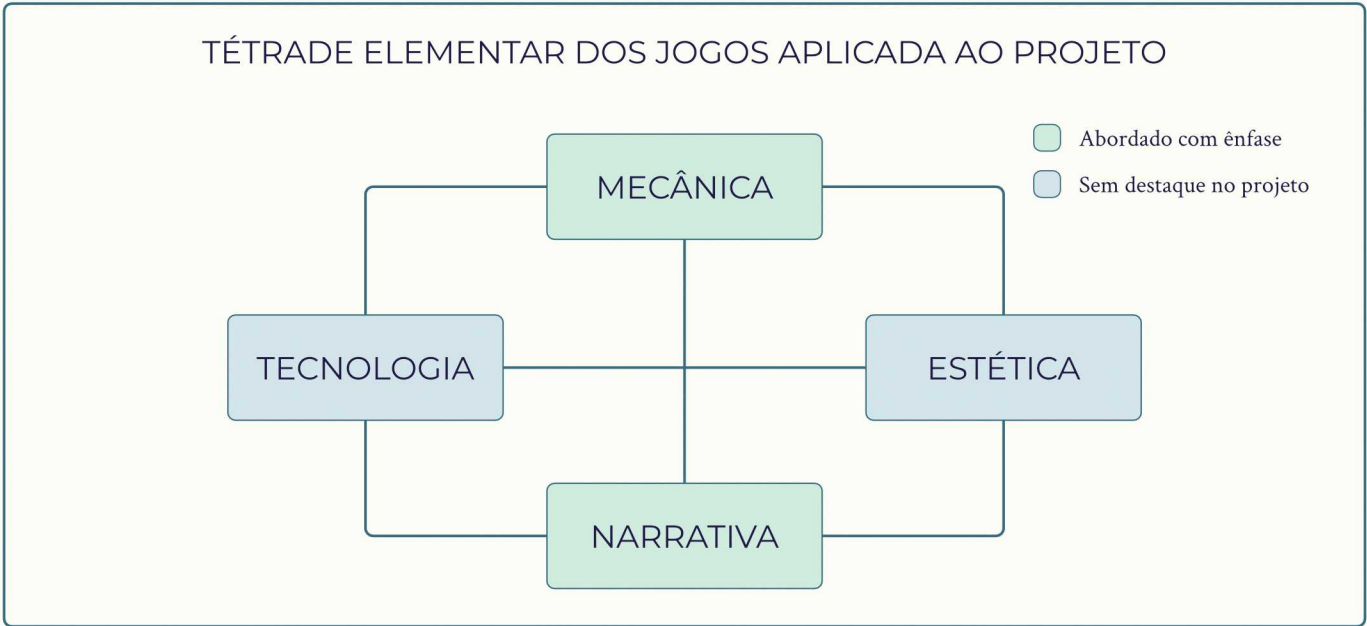 TÉTRADE ELEMENTAR DOS JOGOS APLICADA AO PROJETO
Abordado com ênfase
Sem destaque no projeto
MECÂNICA
TECNOLOGIA
ESTÉTICA
NARRATIVA